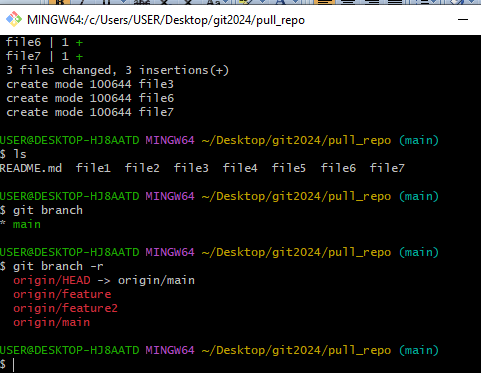 MINGW64:/c/Users/USER/Desktop/git2024/pull_repo
file6 | 1 +
file7 | 1 +
3 files changed, 3 insertions(+)
create mode 100644 file3
create mode 100644 file6
create mode 100644 file7
USER@DESKTOP-HJ8AATD MINGW64 ~/Desktop/git2024/pull_repo (main)
$ ls
README.md file1 file2 file3 file4 file5 file6 file7
USER@DESKTOP-HJ8AATD MINGW64 ~/Desktop/git2024/pull_repo (main)
$ git branch
* main
USER@DESKTOP-HJ8AATD MINGW64 ~/Desktop/git2024/pull_repo (main)
$ git branch -r
origin/HEAD -> origin/main
origin/feature
origin/feature2
origin/main
USER@DESKTOP-HJ8AATD MINGW64 ~/Desktop/git2024/pull_repo (main)
$